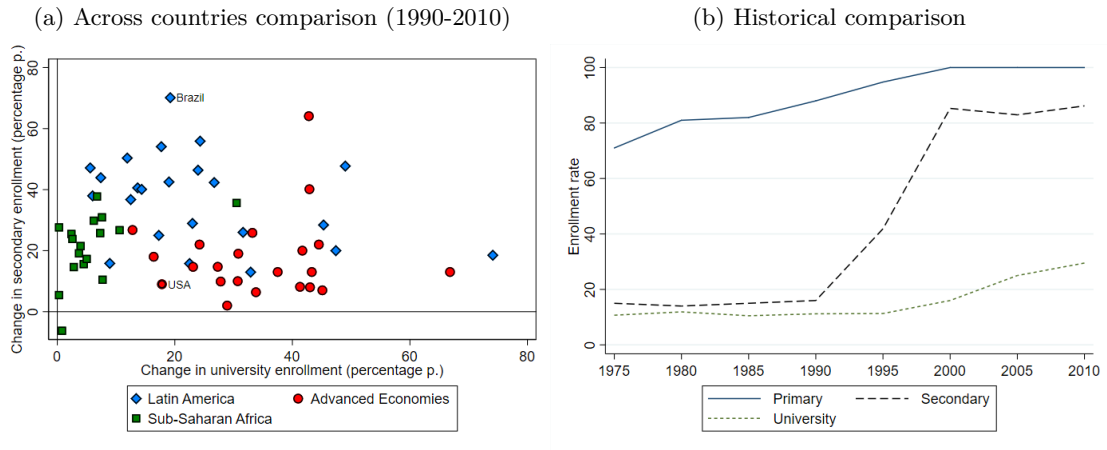 (a) Across countries comparison (1990-2010)
Change in secondary enrollment (percentage p.)
80
60
40
20
0
Brazil
USA
0 20 40 60 80
Change in university enrollment (percentage p.)
Latin America
Advanced Economies
Sub-Saharan Africa
(b) Historical comparison
Enrollment rate
100
80
60
40
20
0
1975 1980 1985 1990 1995 2000 2005 2010
Primary
Secondary
University